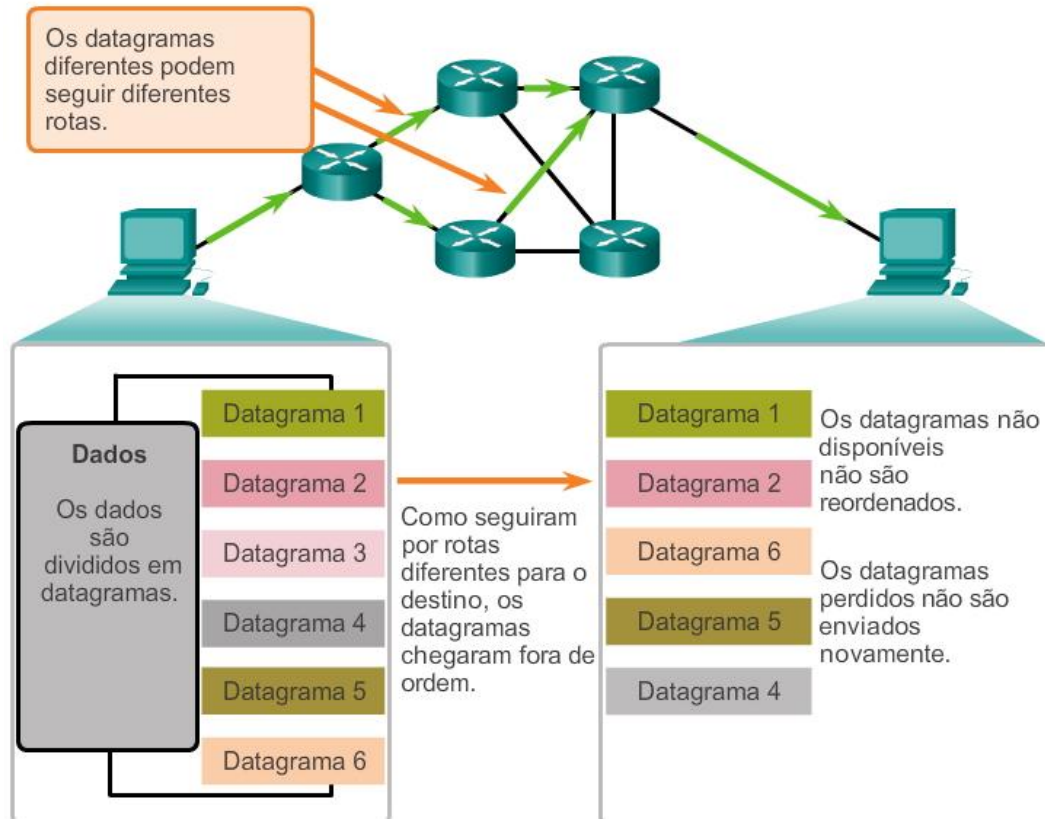 Os datagramas
diferentes podem
seguir diferentes
rotas.
Dados
Os dados
são
divididos em
datagramas.
Datagrama 1
Datagrama 2
Datagrama 3
Datagrama 4
Datagrama 5
Datagrama 6
Como seguiram
por rotas
diferentes para o
destino, os
datagramas
chegaram fora de
ordem.
Datagrama 1
Datagrama 2
Datagrama 6
Datagrama 5
Datagrama 4
Os datagramas não
disponíveis
não são
reordenados.
Os datagramas
perdidos não são
enviados
novamente.